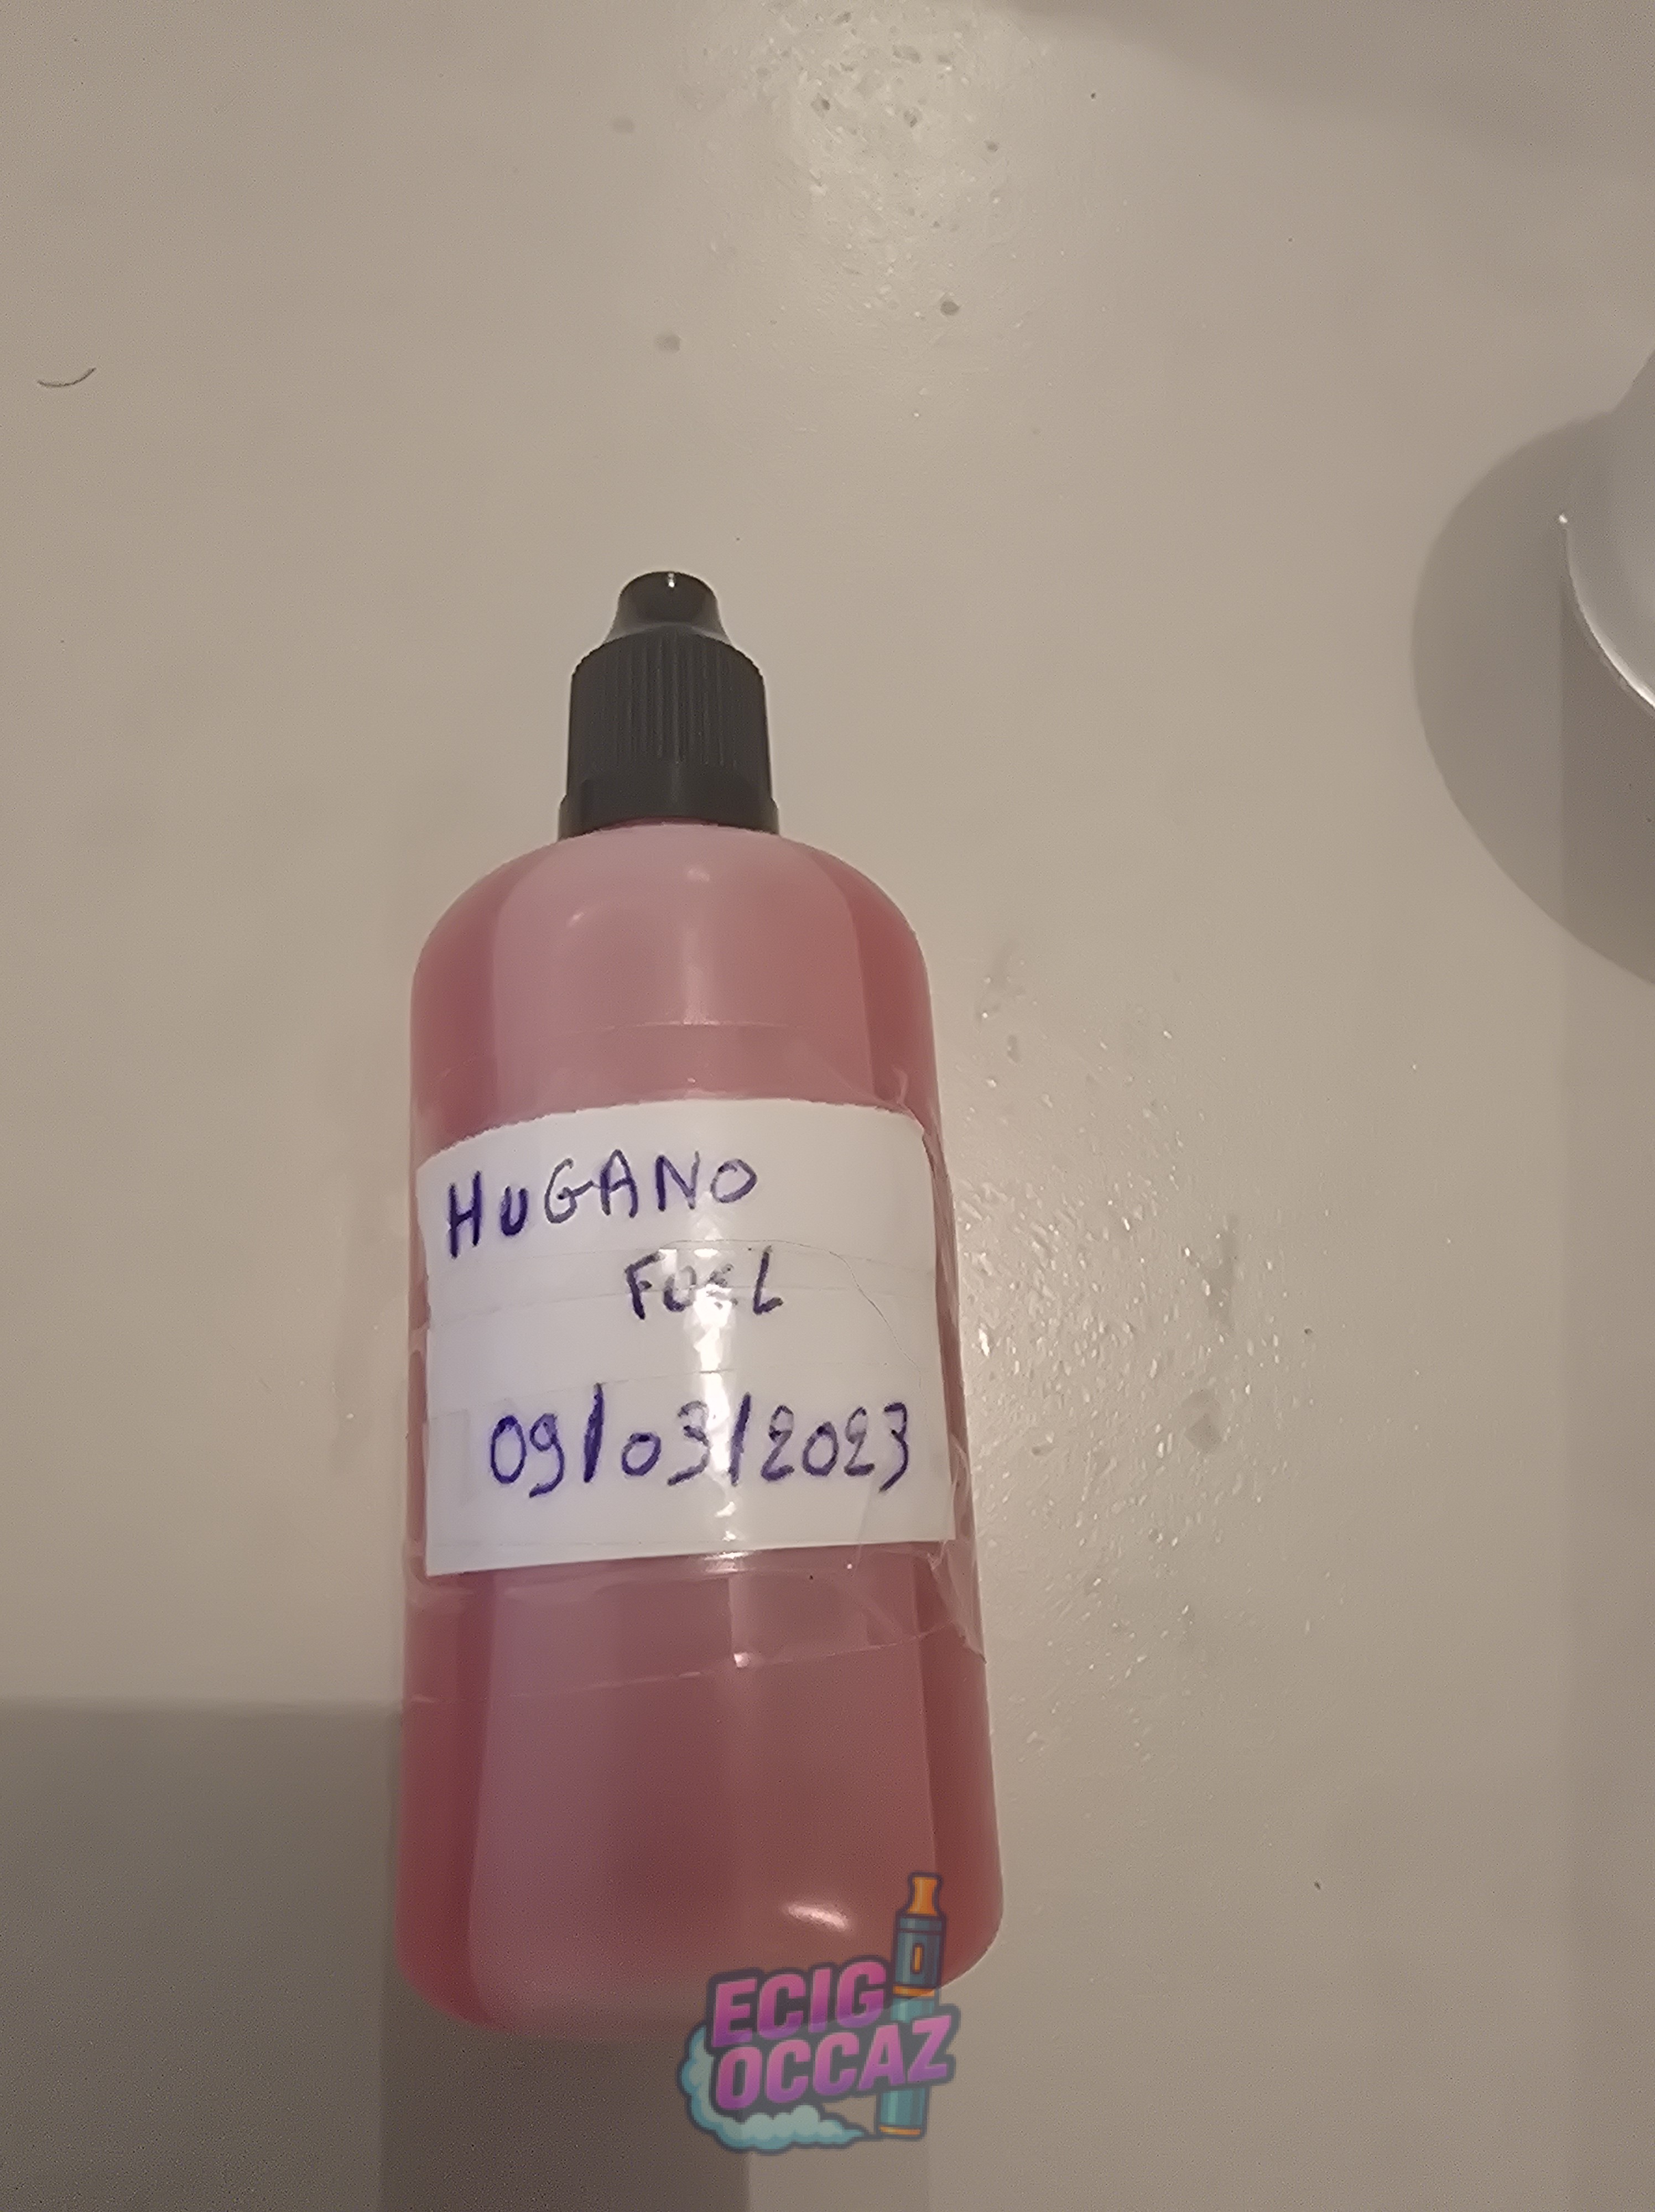 HUGANO
FUEL
09/03/2023
ECIG
OCCAZ